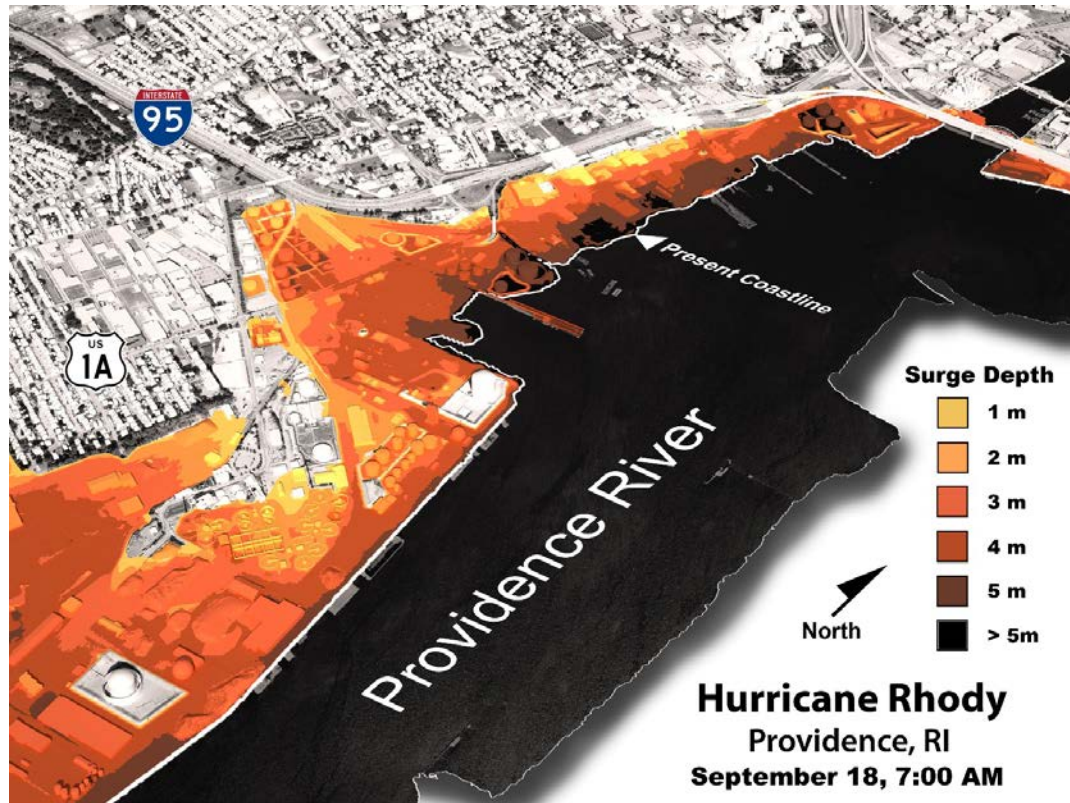 INTERSTATE
95
US
1A
Present Coastline
Providence River
Surge Depth
1 m
2 m
3 m
4 m
5 m
> 5m
North
Hurricane Rhody
Providence, RI
September 18, 7:00 AM